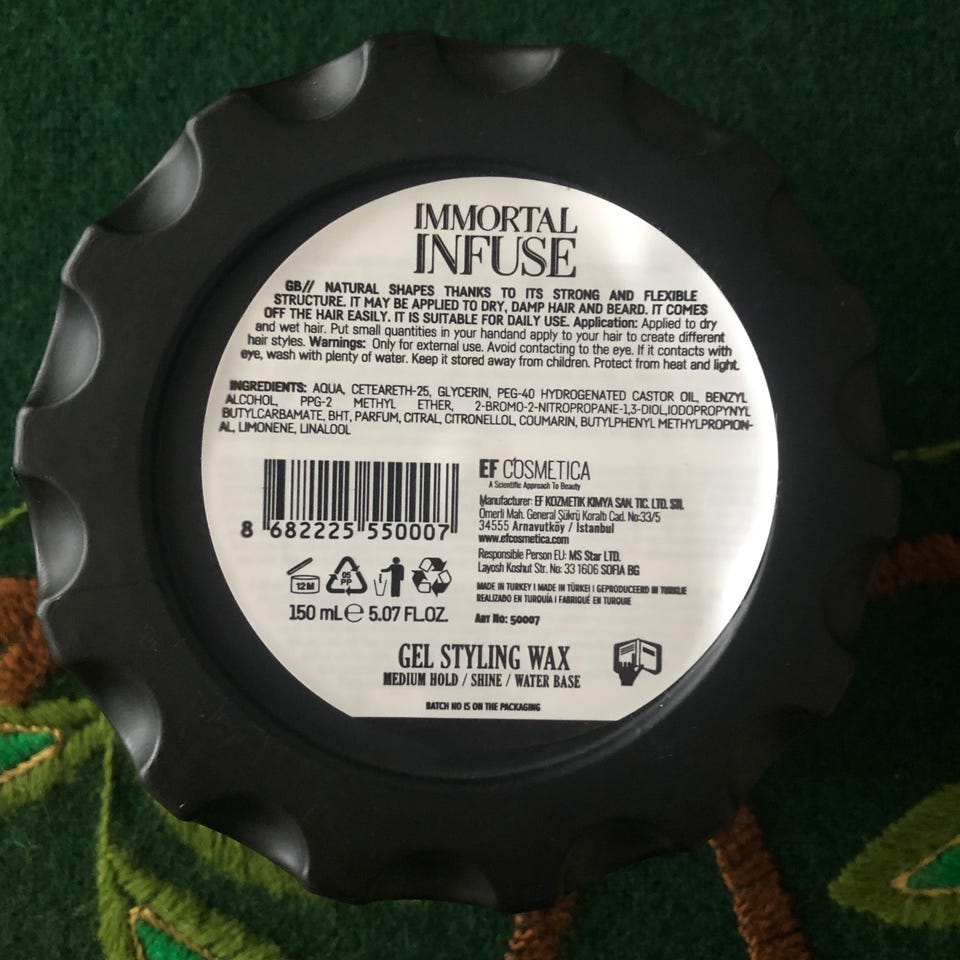 IMMORTAL
INFUSE
GB// NATURAL SHAPES THANKS TO ITS STRONG AND FLEXIBLE
STRUCTURE. IT MAY BE APPLIED TO DRY, DAMP HAIR AND BEARD. IT COMES
OFF THE HAIR EASILY. IT IS SUITABLE FOR DAILY USE. Application: Applied to dry
and wet hair. Put small quantities in your handand apply to your hair to create different
hair styles. Warnings: Only for external use. Avoid contacting to the eye. If it contacts with
eye, wash with plenty of water. Keep it stored away from children. Protect from heat and light.
INGREDIENTS: AQUA, CETEARETH-25, GLYCERIN, PEG-40 HYDROGENATED CASTOR OIL, BENZYL
ALCOHOL, PPG-2 METHYL ETHER, 2-BROMO-2-NITROPROPANE-1,3-DIOL,IODOPROPYNYL
BUTYLCARBAMATE, BHT, PARFUM, CITRAL, CITRONELLOL, COUMARIN, BUTYLPHENYL METHYLPROPION-
AL, LIMONENE, LINALOOL
8 682225 550007
EF COSMETICA
A Scientific Approach To Beauty
Manufacturer: EF KOZMETIK KIMYA SAN. TIC. LTD. STI.
Omerli Mah. General Şükrü Koraltı Cad. No:33/5
34555 Arnavutköy / Istanbul
www.efcosmetica.com
Responsible Person EU: MS Star LTD.
Layosh Koshut Str. No: 33 1606 SOFIA BG
12M
05
PP
MADE IN TURKEY I MADE IN TÜRKEI I GEPRODUCEERD IN TURKIJE
REALIZADO EN TURQUÍA I FABRIQUÉ EN TURQUIE
150 mL ℮ 5.07 FL.OZ.
ART NO: 50007
GEL STYLING WAX
MEDIUM HOLD / SHINE / WATER BASE
BATCH NO IS ON THE PACKAGING